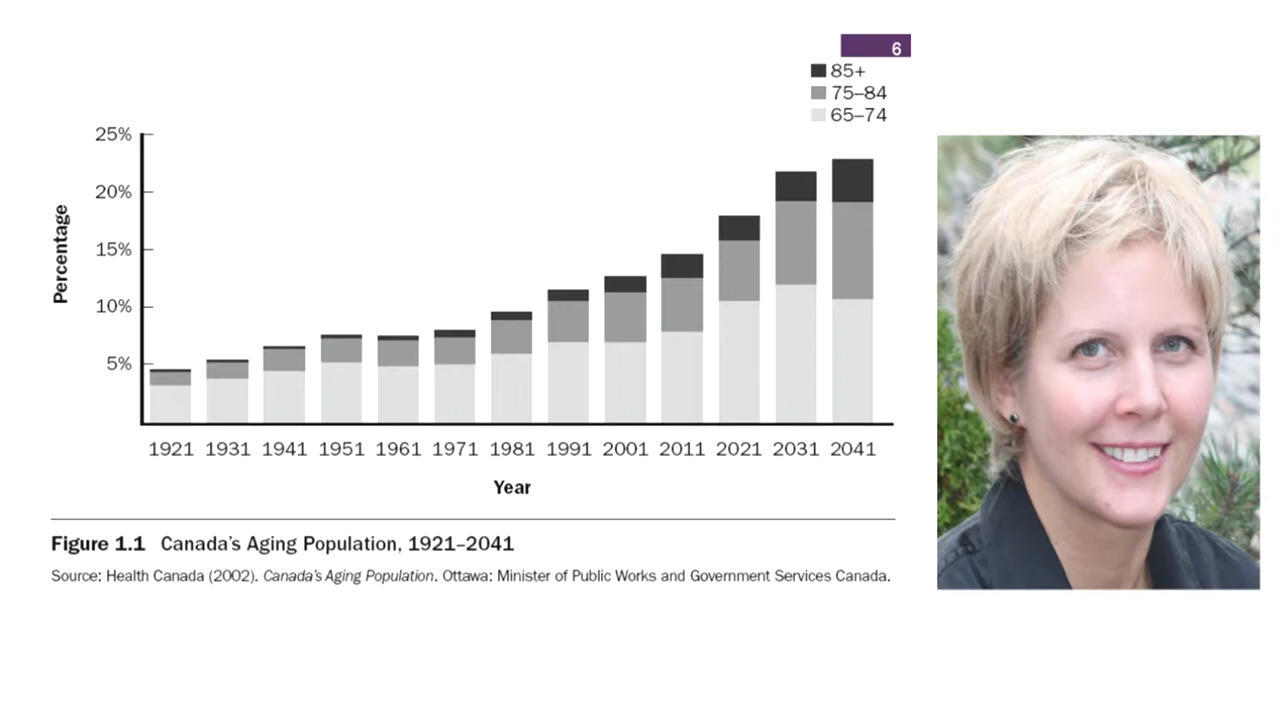 6
85+
75–84
65–74
25%
20%
15%
10%
5%
Percentage
1921 1931 1941 1951 1961 1971 1981 1991 2001 2011 2021 2031 2041
Year
Figure 1.1 Canada's Aging Population, 1921–2041
Source: Health Canada (2002). Canada's Aging Population. Ottawa: Minister of Public Works and Government Services Canada.